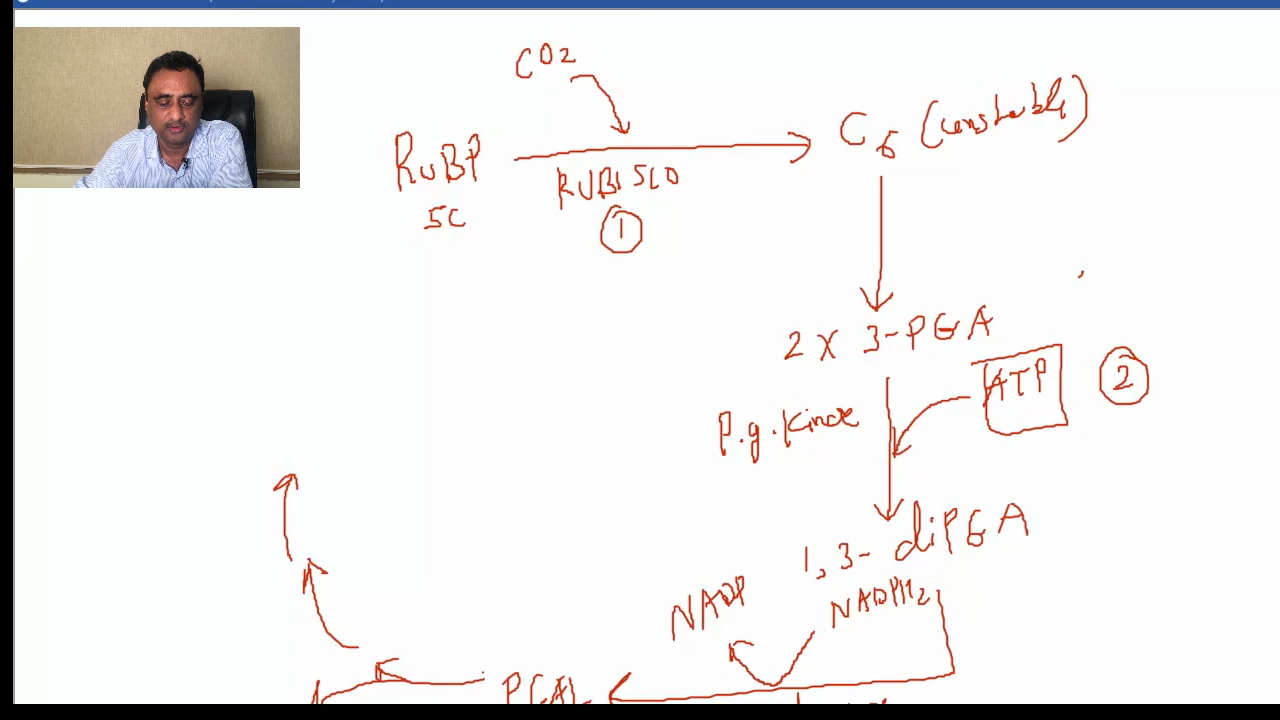 CO2
RuBP
5C
RUBISCO
1
C6 (unstable)
2 X 3-PGA
ATP
2
P.g. Kinase
1,3- diPGA
NADP
NADPH2
PGAL